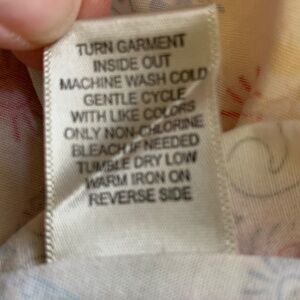 TURN GARMENT
INSIDE OUT
MACHINE WASH COLD
GENTLE CYCLE
WITH LIKE COLORS
ONLY NON-CHLORINE
BLEACH IF NEEDED
TUMBLE DRY LOW
WARM IRON ON
REVERSE SIDE